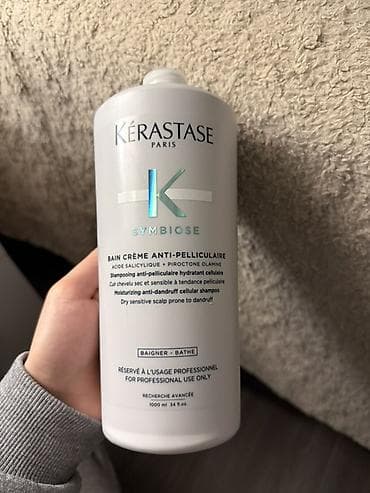 KÉRASTASE
PARIS
K
SYMBIOSE
BAIN CRÈME ANTI-PELLICULAIRE
ACIDE SALICYLIQUE + PIROCTONE OLAMINE
Shampooing anti-pelliculaire hydratant cellulaire
Cuir chevelu sec et sensible à tendance pelliculaire
Moisturizing anti-dandruff cellular shampoo
Dry sensitive scalp prone to dandruff
BAIGNER - BATHE
RÉSERVÉ À L'USAGE PROFESSIONNEL
FOR PROFESSIONAL USE ONLY
RECHERCHE AVANCÉE
1000 ml 34 fl. oz.